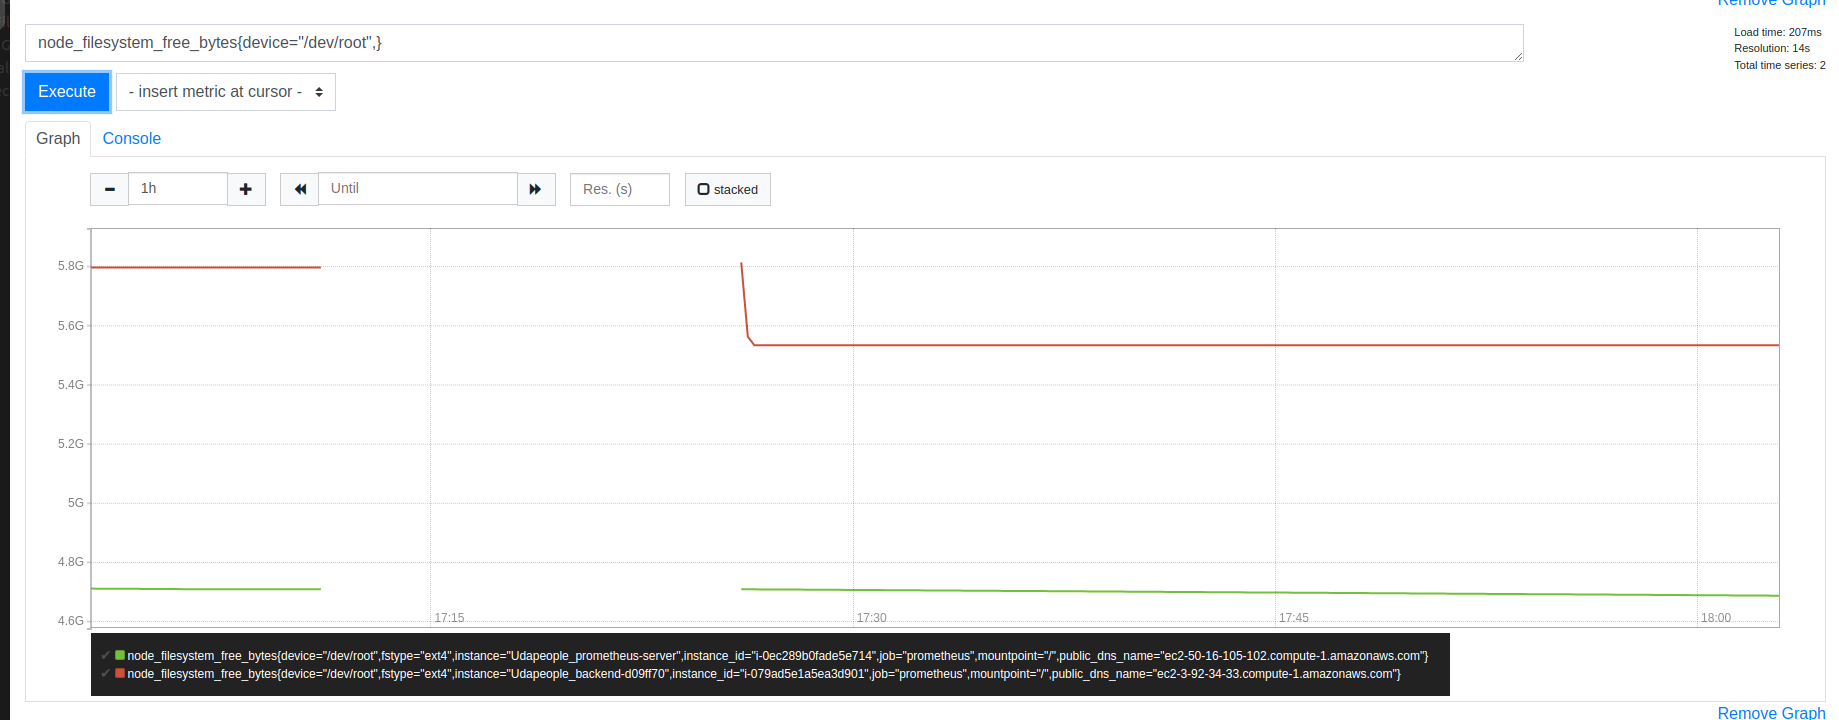 Remove Graph
node_filesystem_free_bytes{device="/dev/root",}
Load time: 207ms
Resolution: 14s
Total time series: 2
Execute
- insert metric at cursor -
Graph
Console
1h
Until
Res. (s)
stacked
5.8G
5.6G
5.4G
5.2G
5G
4.8G
4.6G
17:15
17:30
17:45
18:00
node_filesystem_free_bytes{device="/dev/root",fstype="ext4",instance="Udapeople_prometheus-server",instance_id="i-0ec289b0fade5e714",job="prometheus",mountpoint="/",public_dns_name="ec2-50-16-105-102.compute-1.amazonaws.com"}
node_filesystem_free_bytes{device="/dev/root",fstype="ext4",instance="Udapeople_backend-d09ff70",instance_id="i-079ad5e1a5ea3d901",job="prometheus",mountpoint="/",public_dns_name="ec2-3-92-34-33.compute-1.amazonaws.com"}
Remove Graph